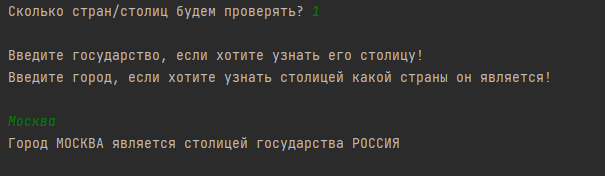 Сколько стран/столиц будем проверять? 1
Введите государство, если хотите узнать его столицу!
Введите город, если хотите узнать столицей какой страны он является!
Москва
Город МОСКВА является столицей государства РОССИЯ